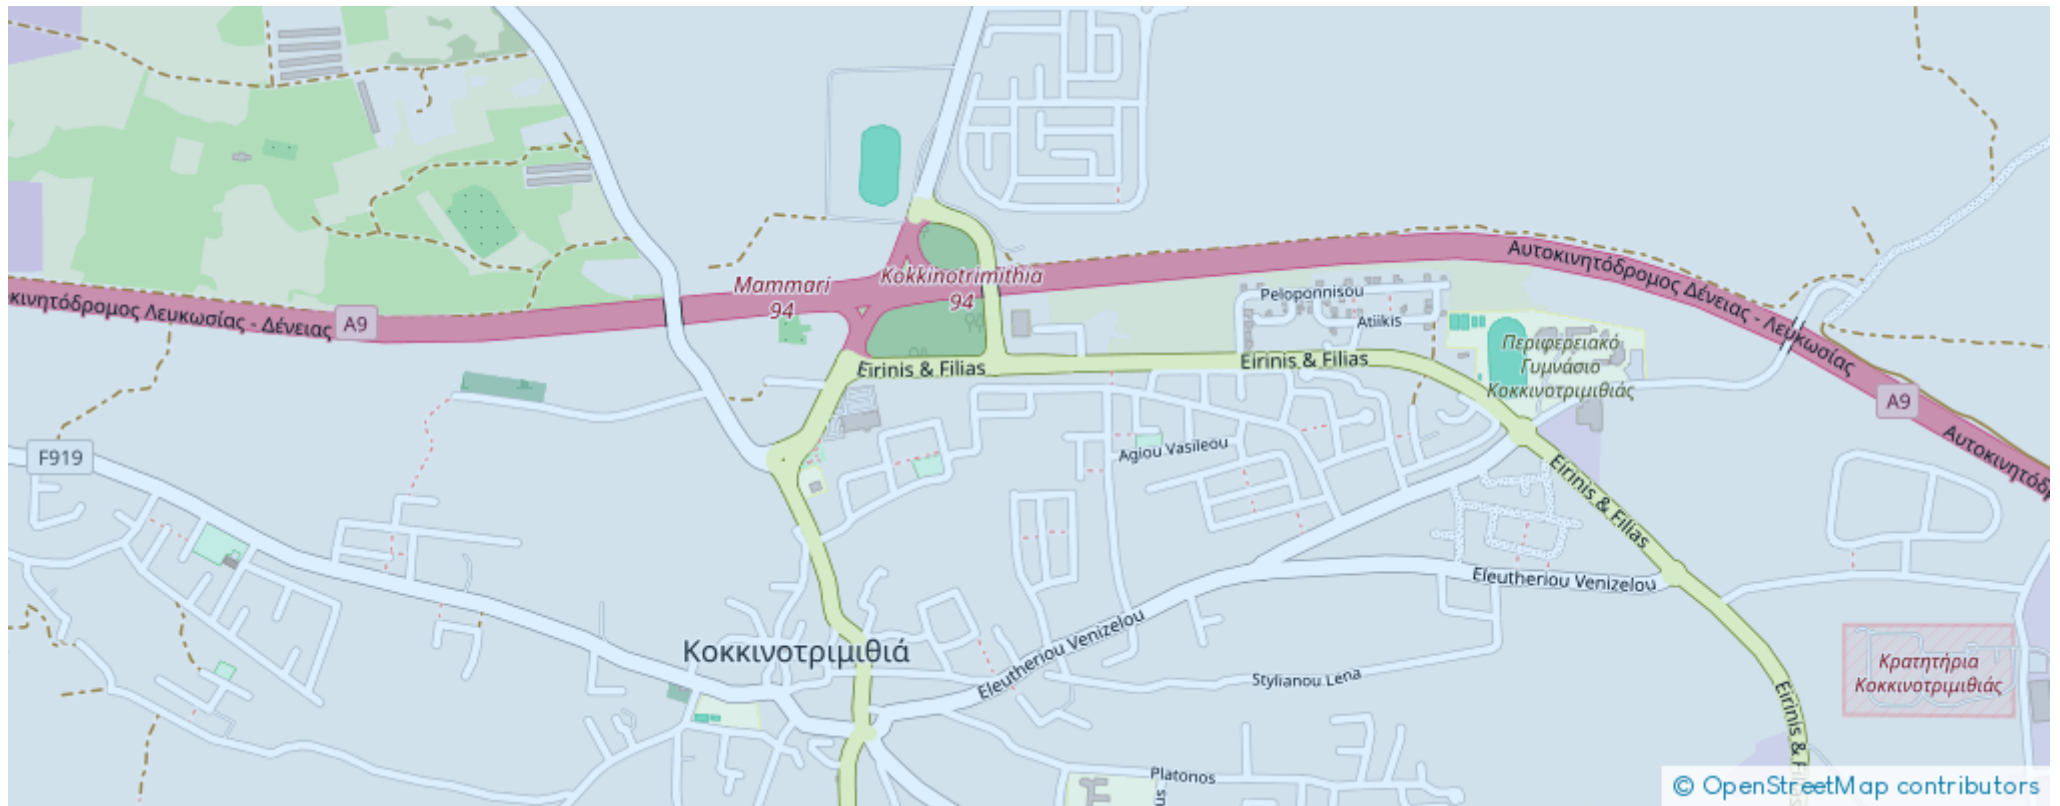 Αυτοκινητόδρομος Δένειας - Λευκωσίας
Kokkinotrimithia
94
Mammari
94
Peloponnisou
Atiikis
κινητόδρομος Λευκωσίας - Δένειας
A9
Eirinis & Filias
Eirinis & Filias
Περιφερειακό
Γυμνάσιο
Κοκκινοτριμιθιάς
A9
Αυτοκινητόδρ
Agiou Vasileou
F919
Eirinis & Filias
Eleutheriou Venizelou
Κοκκινοτριμιθιά
Eleutheriou Venizelou
Stylianou Lena
Κρατητήρια
Κοκκινοτριμιθιάς
Eirinis &
Platonos
us
© OpenStreetMap contributors